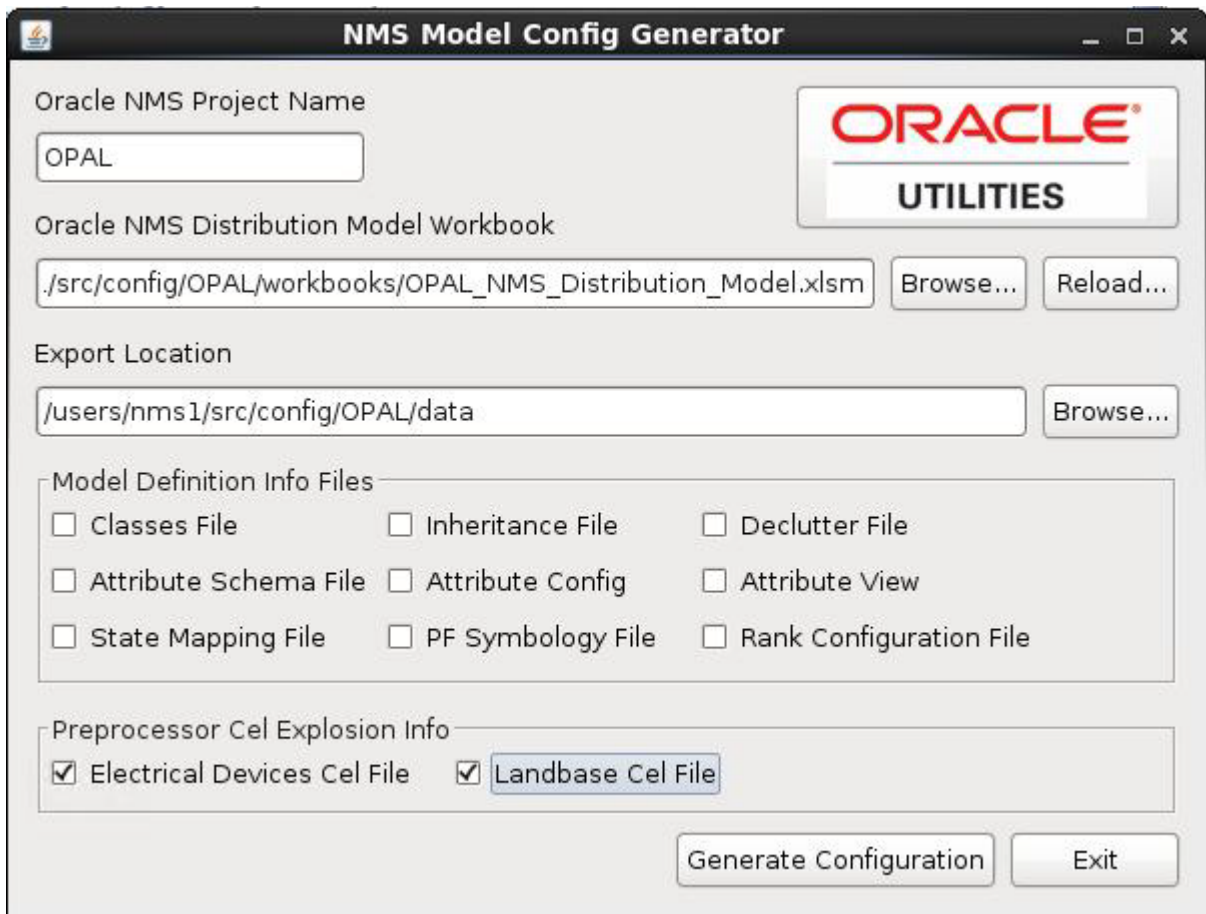 NMS Model Config Generator
Oracle NMS Project Name
ORACLE®
UTILITIES
OPAL
Oracle NMS Distribution Model Workbook
./src/config/OPAL/workbooks/OPAL_NMS_Distribution_Model.xlsm Browse... Reload...
Export Location
/users/nms1/src/config/OPAL/data Browse...
Model Definition Info Files
Classes File Inheritance File Declutter File
Attribute Schema File Attribute Config Attribute View
State Mapping File PF Symbology File Rank Configuration File
Preprocessor Cel Explosion Info
Electrical Devices Cel File Landbase Cel File
Generate Configuration Exit